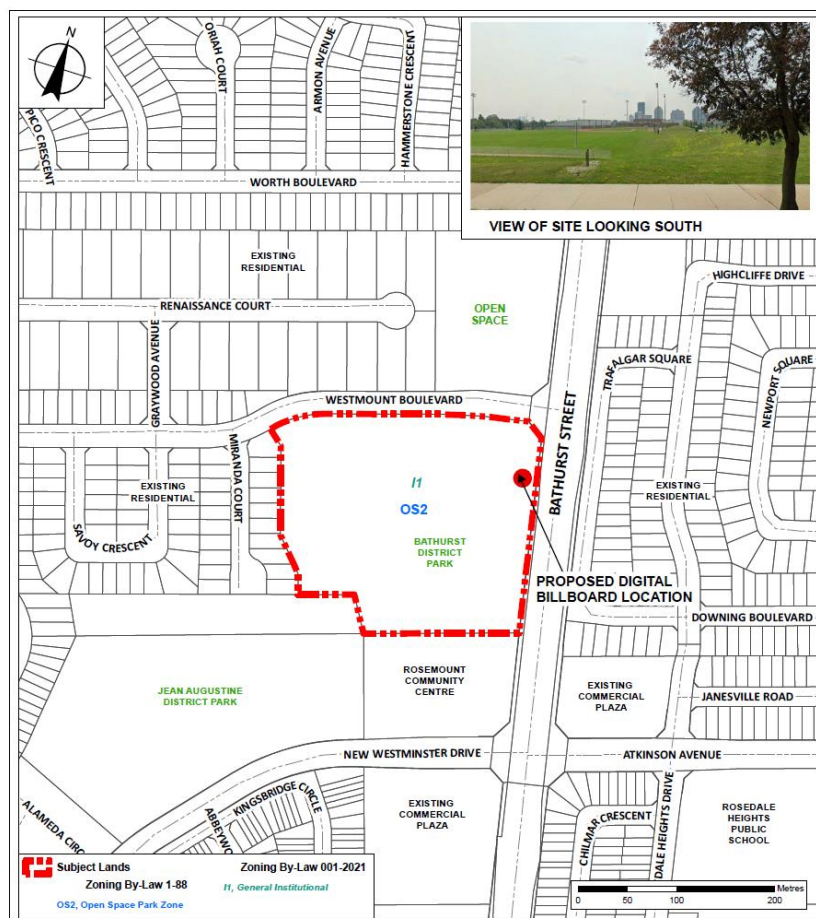 N
ORIAH COURT
ARMON AVENUE
HAMMERSTONE CRESCENT
PICO CRESCENT
WORTH BOULEVARD
VIEW OF SITE LOOKING SOUTH
EXISTING
RESIDENTIAL
RENAISSANCE COURT
OPEN
SPACE
HIGHCLIFFE DRIVE
GRAYWOOD AVENUE
TRAFALGAR SQUARE
NEWPORT SQUARE
WESTMOUNT BOULEVARD
BATHURST STREET
MIRANDA COURT
EXISTING
RESIDENTIAL
I1
OS2
EXISTING
RESIDENTIAL
SAVOY CRESCENT
BATHURST
DISTRICT
PARK
PROPOSED DIGITAL
BILLBOARD LOCATION
DOWNING BOULEVARD
ROSEMOUNT
COMMUNITY
CENTRE
JEAN AUGUSTINE
DISTRICT PARK
EXISTING
COMMERCIAL
PLAZA
JANESVILLE ROAD
NEW WESTMINSTER DRIVE
ATKINSON AVENUE
KINGSBRIDGE CIRCLE
ABBEYWO
ALAMEDA CIRC
EXISTING
COMMERCIAL
PLAZA
CHILMAR CRESCENT
DALE HEIGHTS DRIVE
ROSEDALE
HEIGHTS
PUBLIC
SCHOOL
Subject Lands
Zoning By-Law 1-88
OS2, Open Space Park Zone
Zoning By-Law 001-2021
I1, General Institutional
Metres
0 50 100 200